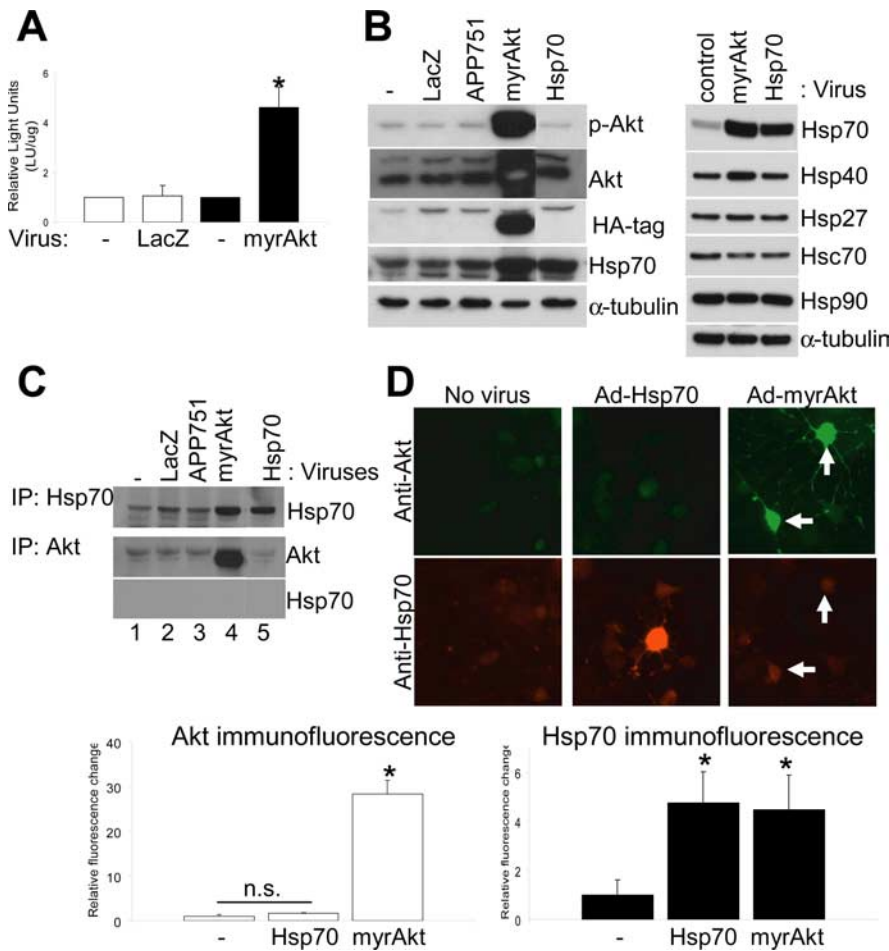 A
Relative Light Units
(LU/ug)
6
4
2
0
*
Virus:
-
LacZ
-
myrAkt
B
-
LacZ
APP751
myrAkt
Hsp70
p-Akt
Akt
HA-tag
Hsp70
α-tubulin
control
myrAkt
Hsp70
: Virus
Hsp70
Hsp40
Hsp27
Hsc70
Hsp90
α-tubulin
C
-
LacZ
APP751
myrAkt
Hsp70
: Viruses
IP: Hsp70
Hsp70
IP: Akt
Akt
Hsp70
1 2 3 4 5
D
No virus
Ad-Hsp70
Ad-myrAkt
Anti-Akt
Anti-Hsp70
Akt immunofluorescence
Relative fluorescence change
40
30
20
10
0
n.s.
*
-
Hsp70
myrAkt
Hsp70 immunofluorescence
Relative fluorescence change
6
4
2
0
*
*
-
Hsp70
myrAkt